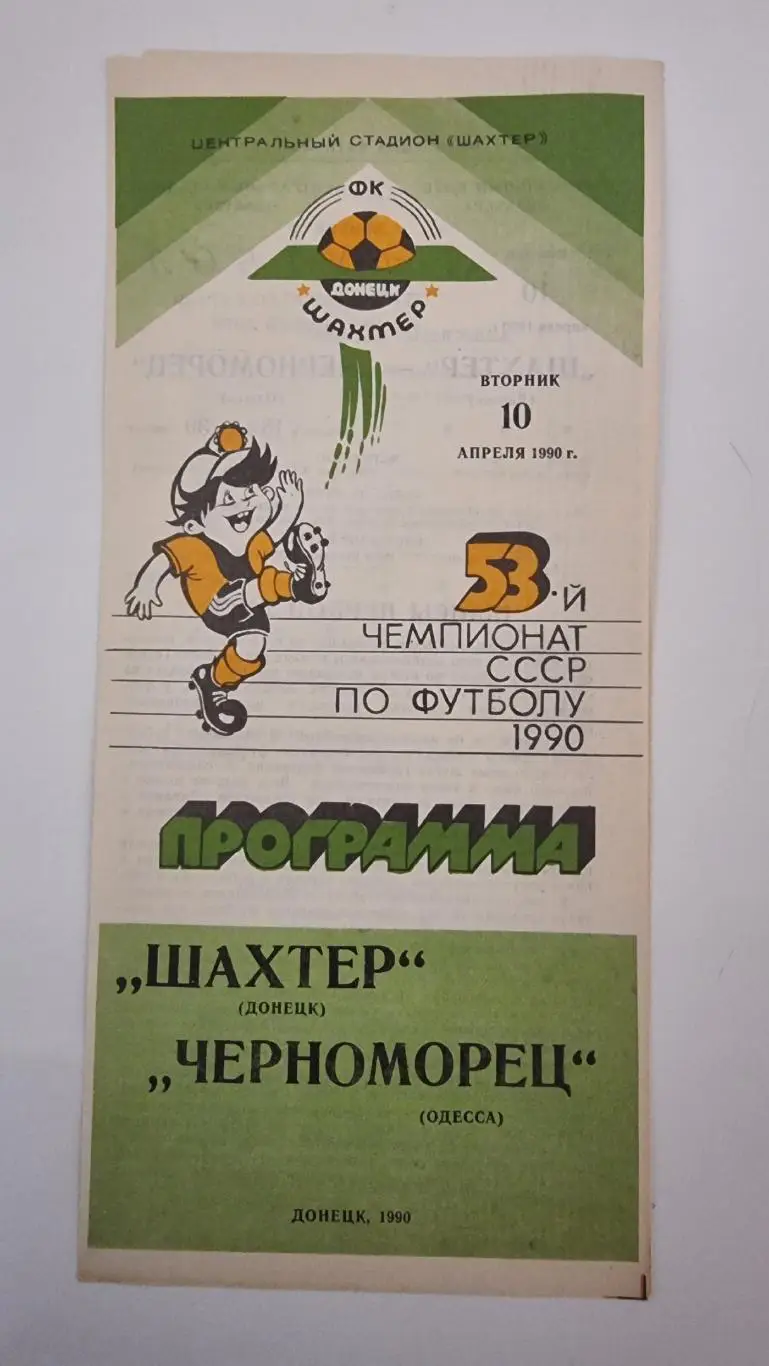 ЦЕНТРАЛЬНЫЙ СТАДИОН «ШАХТЕР»
ФК
ДОНЕЦК
ШАХТЕР
ВТОРНИК
10
АПРЕЛЯ 1990 г.
53-Й
ЧЕМПИОНАТ
СССР
ПО ФУТБОЛУ
1990
ПРОГРАММА
„ШАХТЕР“
(ДОНЕЦК)
„ЧЕРНОМОРЕЦ“
(ОДЕССА)
ДОНЕЦК, 1990